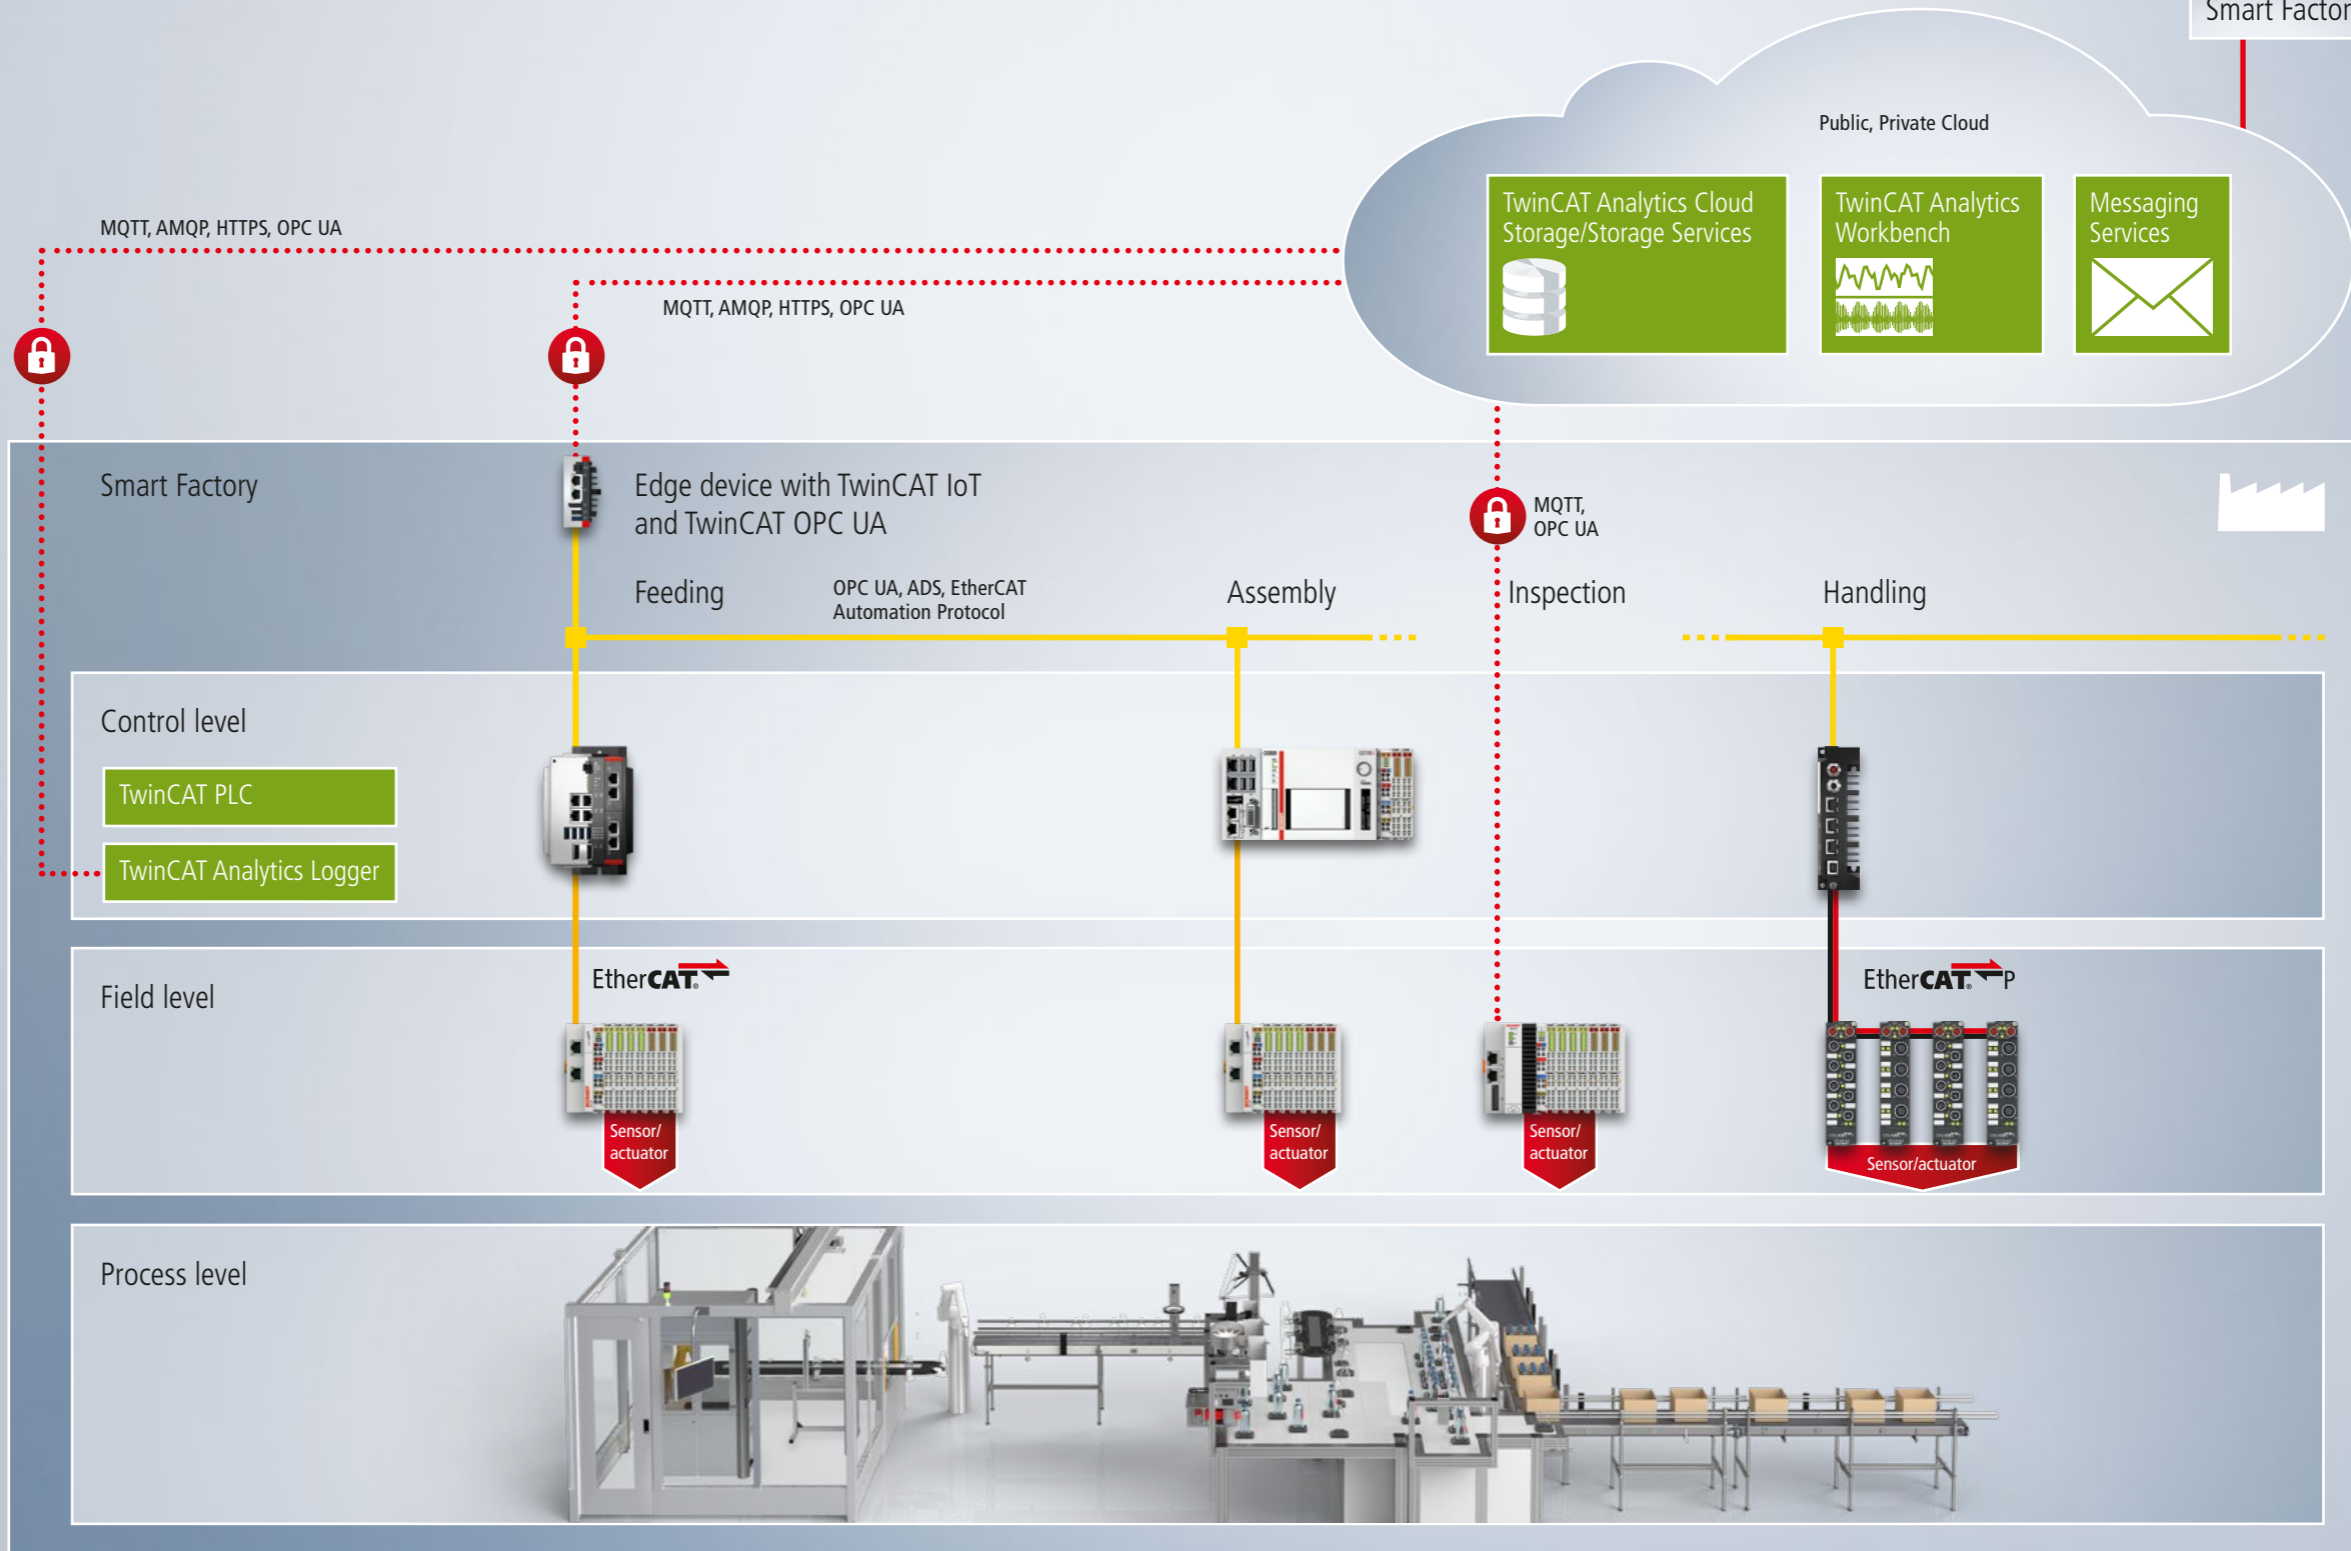 Smart Factor
Public, Private Cloud
TwinCAT Analytics Cloud
Storage/Storage Services
TwinCAT Analytics
Workbench
Messaging
Services
MQTT, AMQP, HTTPS, OPC UA
MQTT, AMQP, HTTPS, OPC UA
Smart Factory
Edge device with TwinCAT IoT
and TwinCAT OPC UA
MQTT,
OPC UA
Feeding
OPC UA, ADS, EtherCAT
Automation Protocol
Assembly
Inspection
Handling
Control level
TwinCAT PLC
TwinCAT Analytics Logger
Field level
EtherCAT®
EtherCAT® P
Sensor/
actuator
Sensor/
actuator
Sensor/
actuator
Sensor/actuator
Process level